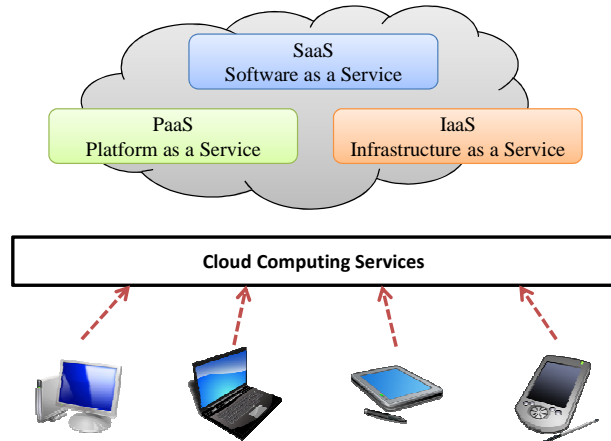 SaaS
Software as a Service
PaaS
Platform as a Service
IaaS
Infrastructure as a Service
Cloud Computing Services